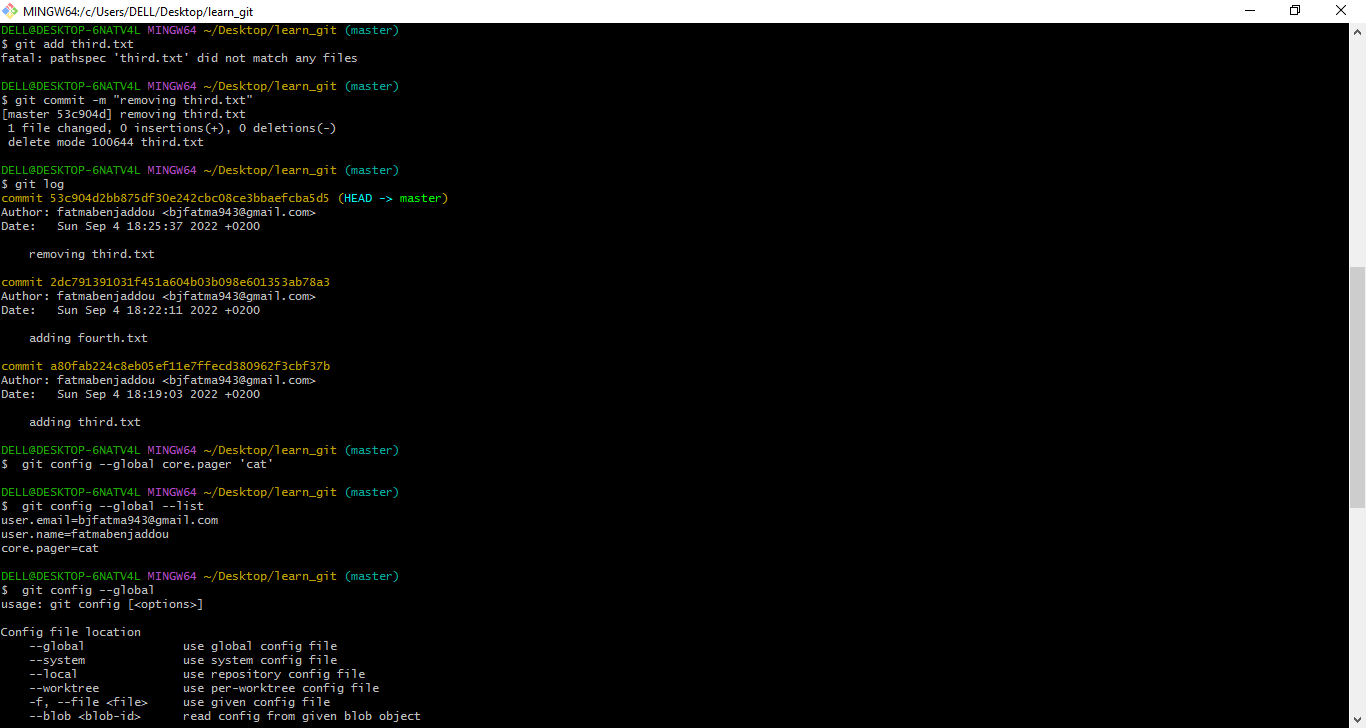 MINGW64:/c/Users/DELL/Desktop/learn_git
DELL@DESKTOP-6NATV4L MINGW64 ~/Desktop/learn_git (master)
$ git add third.txt
fatal: pathspec 'third.txt' did not match any files
DELL@DESKTOP-6NATV4L MINGW64 ~/Desktop/learn_git (master)
$ git commit -m "removing third.txt"
[master 53c904d] removing third.txt
 1 file changed, 0 insertions(+), 0 deletions(-)
 delete mode 100644 third.txt
DELL@DESKTOP-6NATV4L MINGW64 ~/Desktop/learn_git (master)
$ git log
commit 53c904d2bb875df30e242cbc08ce3bbaefcba5d5 (HEAD -> master)
Author: fatmabenjaddou <bjfatma943@gmail.com>
Date:   Sun Sep 4 18:25:37 2022 +0200
    removing third.txt
commit 2dc791391031f451a604b03b098e601353ab78a3
Author: fatmabenjaddou <bjfatma943@gmail.com>
Date:   Sun Sep 4 18:22:11 2022 +0200
    adding fourth.txt
commit a80fab224c8eb05ef11e7ffecd380962f3cbf37b
Author: fatmabenjaddou <bjfatma943@gmail.com>
Date:   Sun Sep 4 18:19:03 2022 +0200
    adding third.txt
DELL@DESKTOP-6NATV4L MINGW64 ~/Desktop/learn_git (master)
$  git config --global core.pager 'cat'
DELL@DESKTOP-6NATV4L MINGW64 ~/Desktop/learn_git (master)
$  git config --global --list
user.email=bjfatma943@gmail.com
user.name=fatmabenjaddou
core.pager=cat
DELL@DESKTOP-6NATV4L MINGW64 ~/Desktop/learn_git (master)
$  git config --global
usage: git config [<options>]
Config file location
    --global              use global config file
    --system              use system config file
    --local               use repository config file
    --worktree            use per-worktree config file
    -f, --file <file>     use given config file
    --blob <blob-id>      read config from given blob object